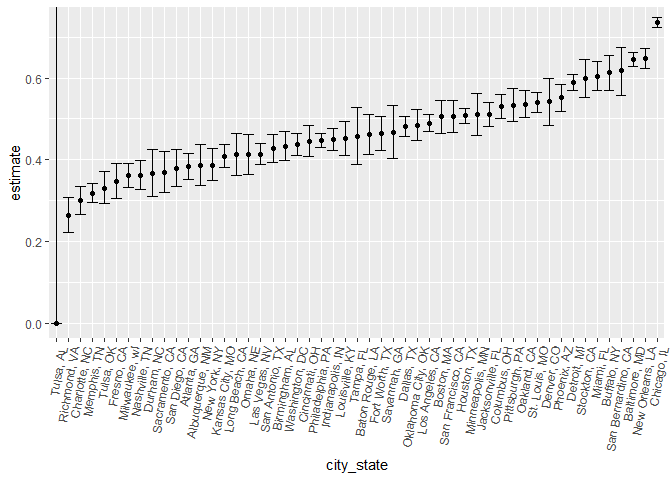 estimate
0.6
0.4
0.2
0.0
Tulsa, AL
Richmond, VA
Charlotte, NC
Memphis, TN
Tulsa, OK
Fresno, CA
Milwaukee, wI
Nashville, TN
Durham, NC
Sacramento, CA
San Diego, CA
Atlanta, GA
Albuquerque, NM
New York, NY
Kansas City, MO
Long Beach, CA
Omaha, NE
Las Vegas, NV
San Antonio, TX
Birmingham, AL
Washington, DC
Cincinnati, OH
Philadelphia, PA
Indianapolis, IN
Louisville, KY
Tampa, FL
Baton Rouge, LA
Fort Worth, TX
Savannah, GA
Dallas, TX
Oklahoma City, OK
Los Angeles, CA
Boston, MA
San Francisco, CA
Houston, TX
Minneapolis, MN
Jacksonville, FL
Columbus, OH
Pittsburgh, PA
Oakland, CA
St. Louis, MO
Denver, CO
Phoenix, AZ
Detroit, MI
Stockton, CA
Miami, FL
Buffalo, NY
San Bernardino, CA
Baltimore, MD
New Orleans, LA
Chicago, IL
city_state